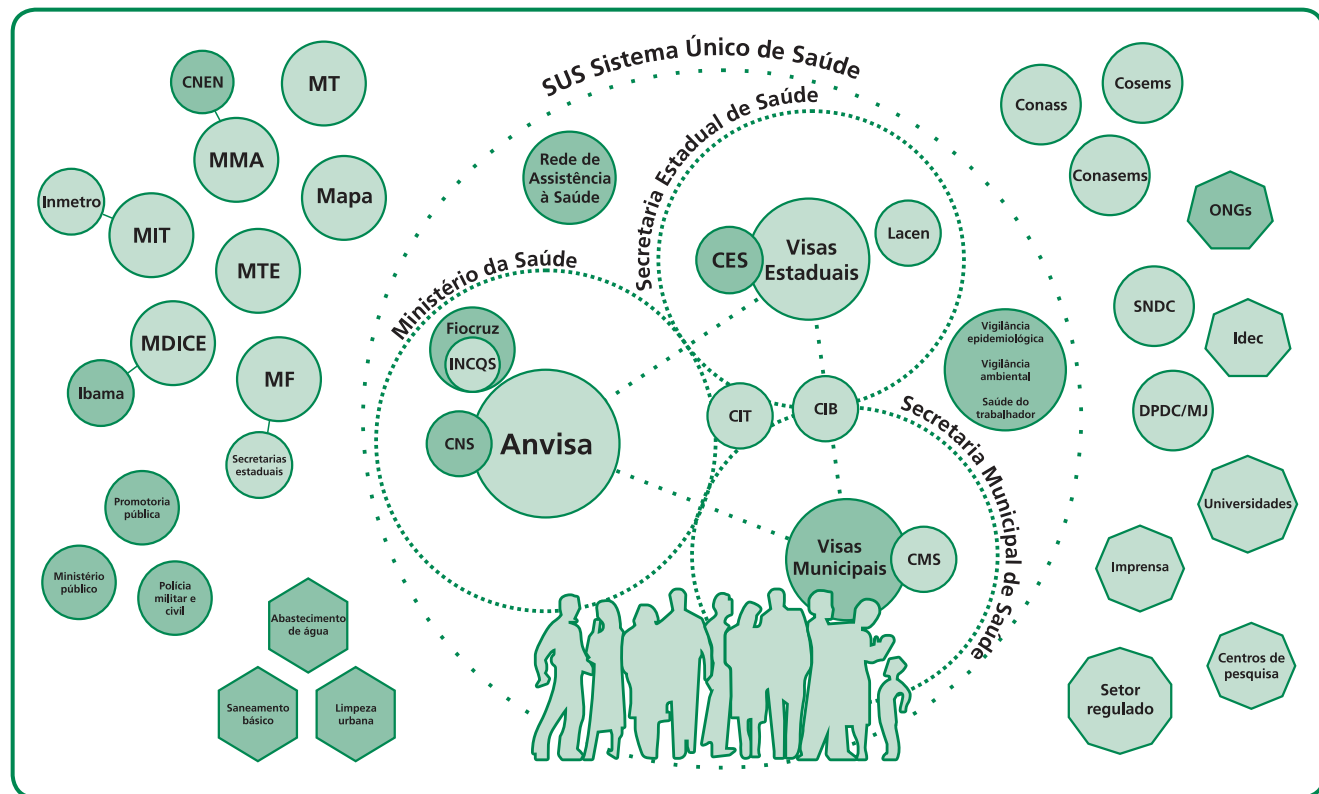 SUS Sistema Único de Saúde
CNEN
MT
MMA
Mapa
Inmetro
MIT
MTE
MDICE
Ibama
MF
Secretarias
estaduais
Promotoria
pública
Ministério
público
Polícia
militar e
civil
Abastecimento
de água
Saneamento
básico
Limpeza
urbana
Rede de
Assistência
à Saúde
Secretaria Estadual de Saúde
CES
Visas
Estaduais
Lacen
Ministério da Saúde
Fiocruz
INCQS
CNS
Anvisa
CIT
CIB
Vigilância
epidemiológica
Vigilância
ambiental
Saúde do
trabalhador
Secretaria Municipal de Saúde
Visas
Municipais
CMS
Conass
Cosems
Conasems
ONGs
SNDC
Idec
DPDC/MJ
Universidades
Imprensa
Centros de
pesquisa
Setor
regulado